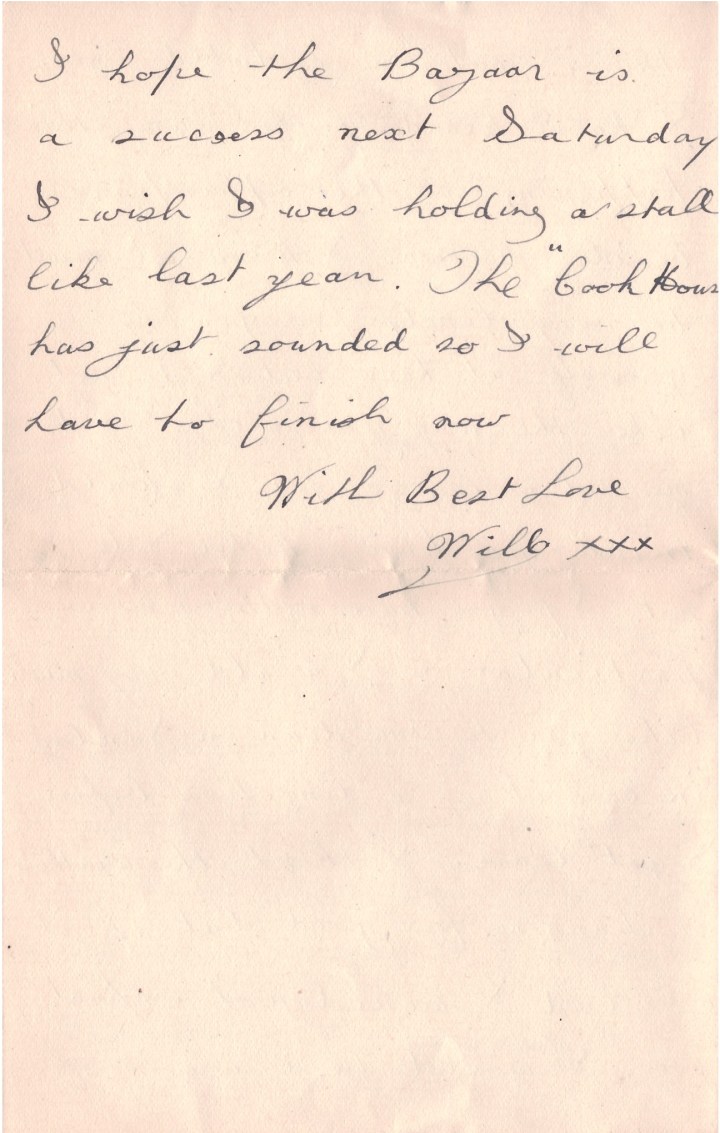 I hope the Bazaar is
a success next Saturday
I wish I was holding a stall
like last year. The "Cook House
has just sounded so I will
have to finish now
With Best Love
Will xxx